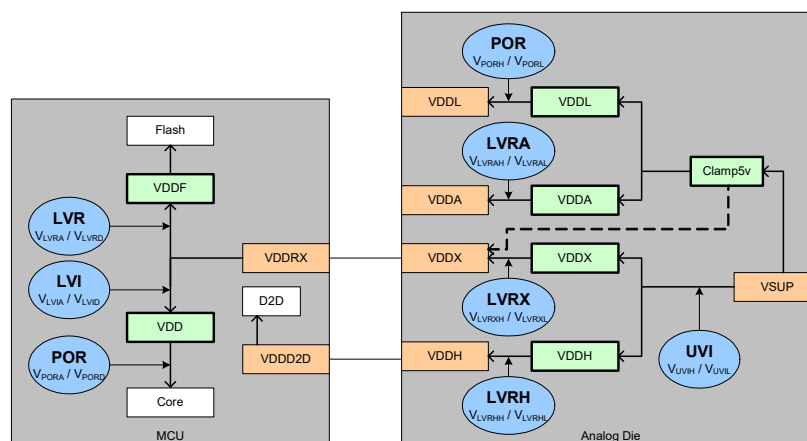 POR
VPORH / VPORL
VDDL
VDDL
Flash
LVRA
VLVRAH / VLVRAL
Clamp5v
VDDF
VDDA
VDDA
LVR
VLVRA / VLVRD
VDDRX
VDDX
VDDX
LVI
VLVIA / VLVID
D2D
VSUP
LVRX
VLVRXH / VLVRXL
VDD
POR
VPORA / VPORD
VDDD2D
VDDH
VDDH
UVI
VUVIH / VUVIL
Core
LVRH
VLVRHH / VLVRHL
MCU
Analog Die